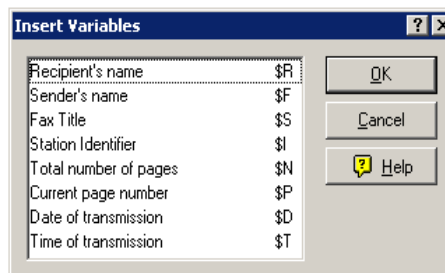 Insert Variables
Recipient's name $R
Sender's name $F
Fax Title $S
Station Identifier $I
Total number of pages $N
Current page number $P
Date of transmission $D
Time of transmission $T
OK
Cancel
Help